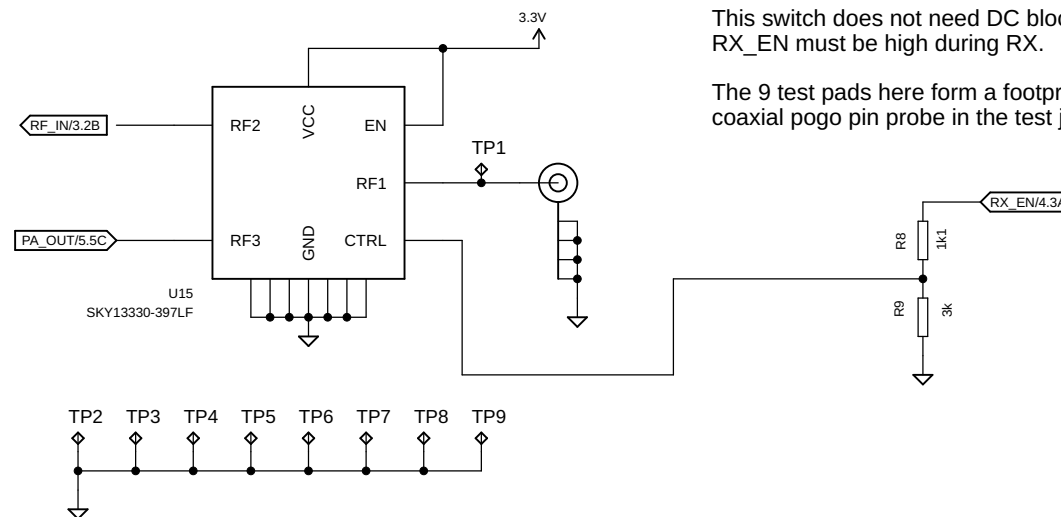 3.3V
This switch does not need DC
RX_EN must be high during RX.
The 9 test pads here form a
coaxial pogo pin probe in the test
RF_IN/3.2B
RF2
VCC
EN
TP1
RF1
RX_EN/4.3A
PA_OUT/5.5C
RF3
GND
CTRL
R8
1k1
U15
SKY13330-397LF
R9
3k
TP2 TP3 TP4 TP5 TP6 TP7 TP8 TP9